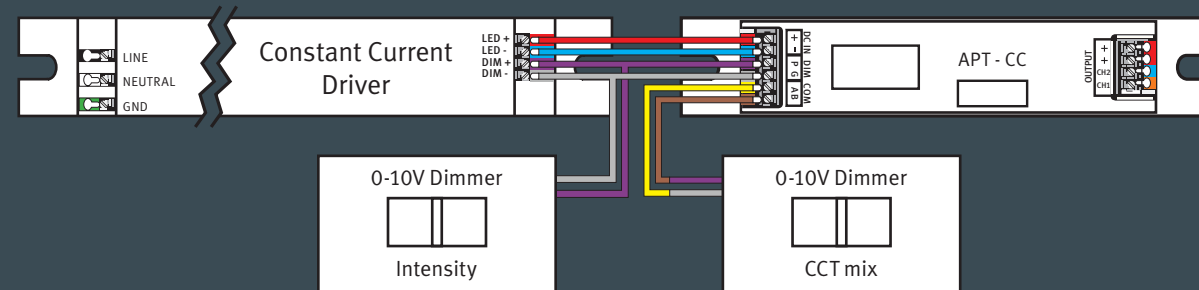 LINE
NEUTRAL
GND
Constant Current
Driver
LED +
LED -
DIM +
DIM -
DC IN
+ -
DIM
P G
COM
A B
APT - CC
OUTPUT
+
+
CH2
CH1
0-10V Dimmer
Intensity
0-10V Dimmer
CCT mix